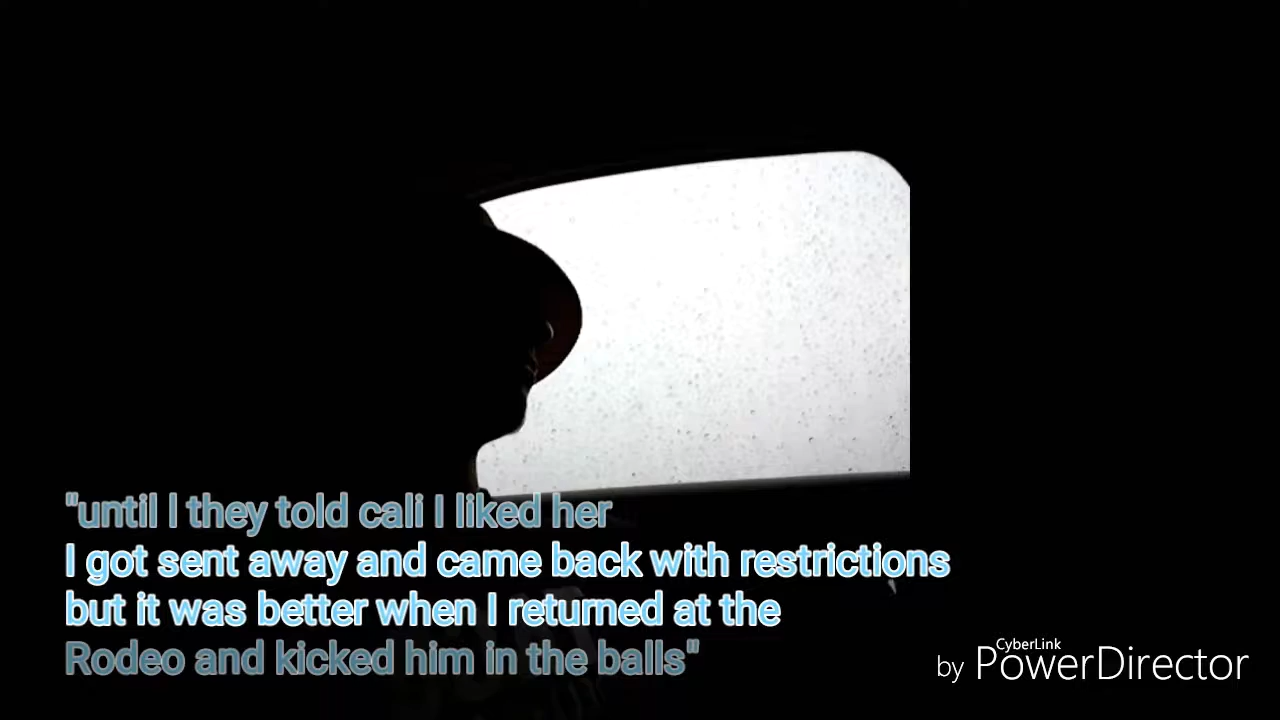 "until I they told cali I liked her
I got sent away and came back with restrictions
but it was better when I returned at the
Rodeo and kicked him in the balls"
CyberLink
by PowerDirector